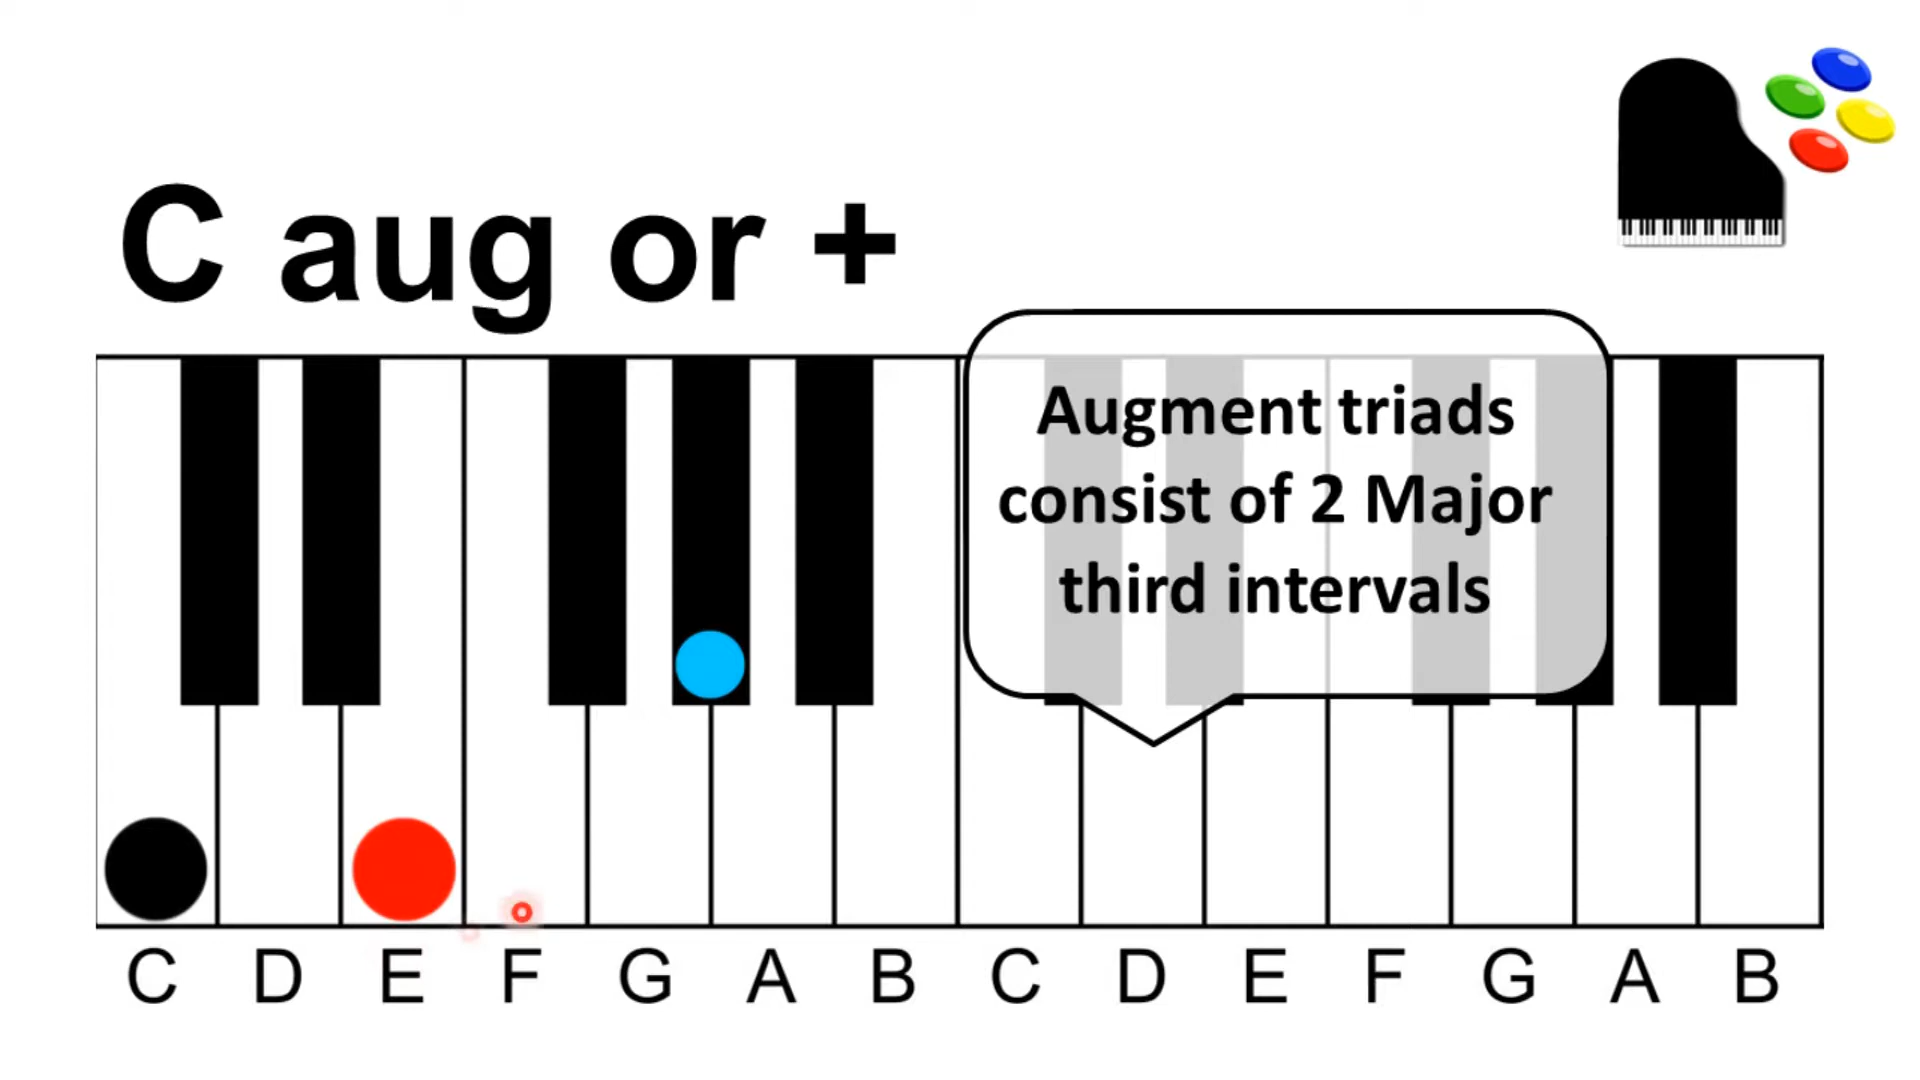 C aug or +
Augment triads
consist of 2 Major
third intervals
C D E F G A B C D E F G A B